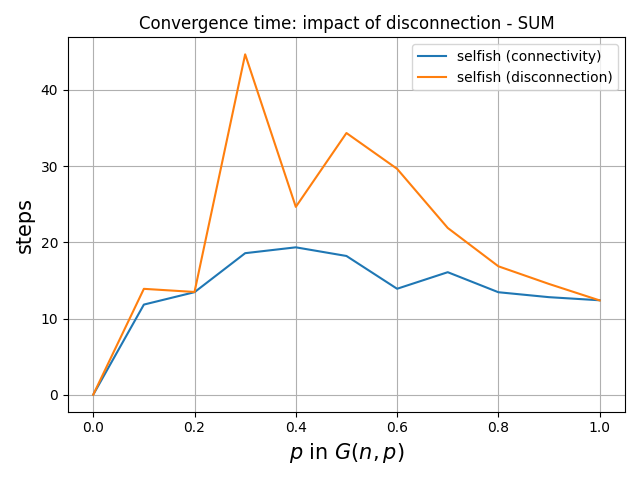 Convergence time: impact of disconnection - SUM
selfish (connectivity)
selfish (disconnection)
steps
40
30
20
10
0
0.0 0.2 0.4 0.6 0.8 1.0
p in G(n, p)